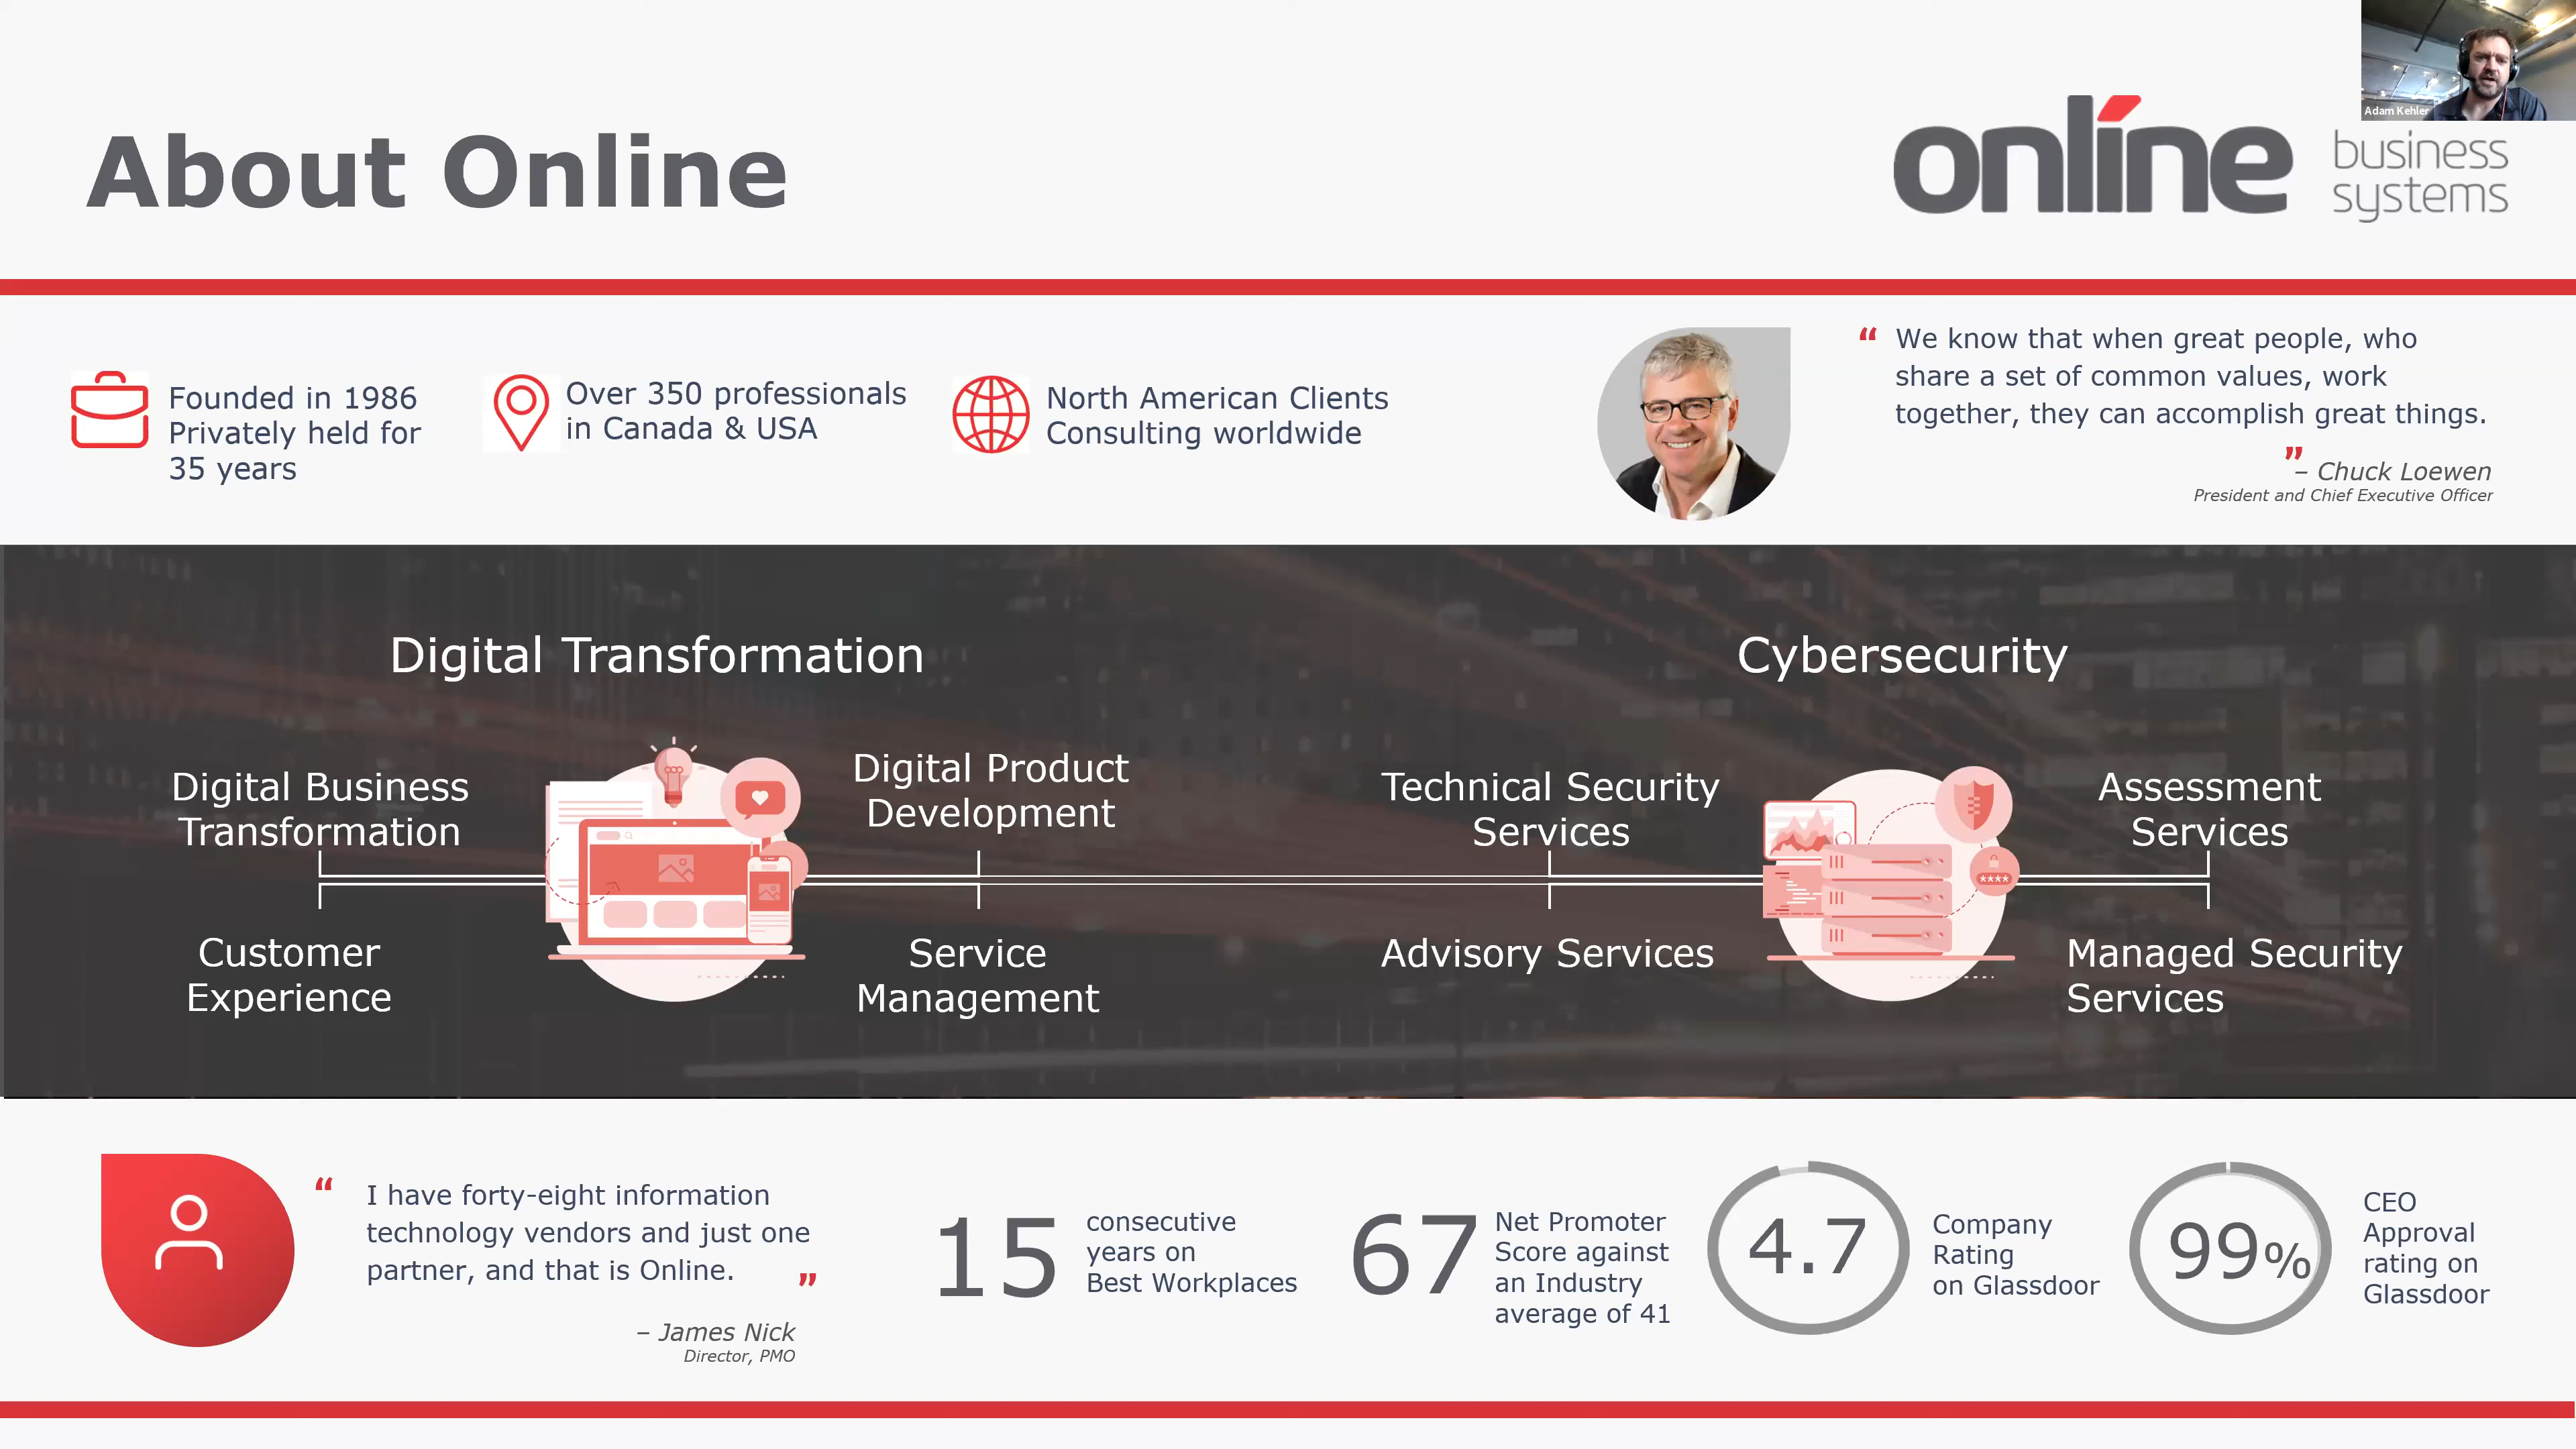 Adam Kehler
About Online
online
business
systems
Founded in 1986
Privately held for
35 years
Over 350 professionals
in Canada & USA
North American Clients
Consulting worldwide
“ We know that when great people, who
share a set of common values, work
together, they can accomplish great things.
”
– Chuck Loewen
President and Chief Executive Officer
Digital Transformation
Digital Business
Transformation
Digital Product
Development
Customer
Experience
Service
Management
Cybersecurity
Technical Security
Services
Assessment
Services
****
Advisory Services
Managed Security
Services
“ I have forty-eight information
technology vendors and just one
partner, and that is Online. ”
– James Nick
Director, PMO
15
consecutive
years on
Best Workplaces
67
Net Promoter
Score against
an Industry
average of 41
4.7
Company
Rating
on Glassdoor
99%
CEO
Approval
rating on
Glassdoor